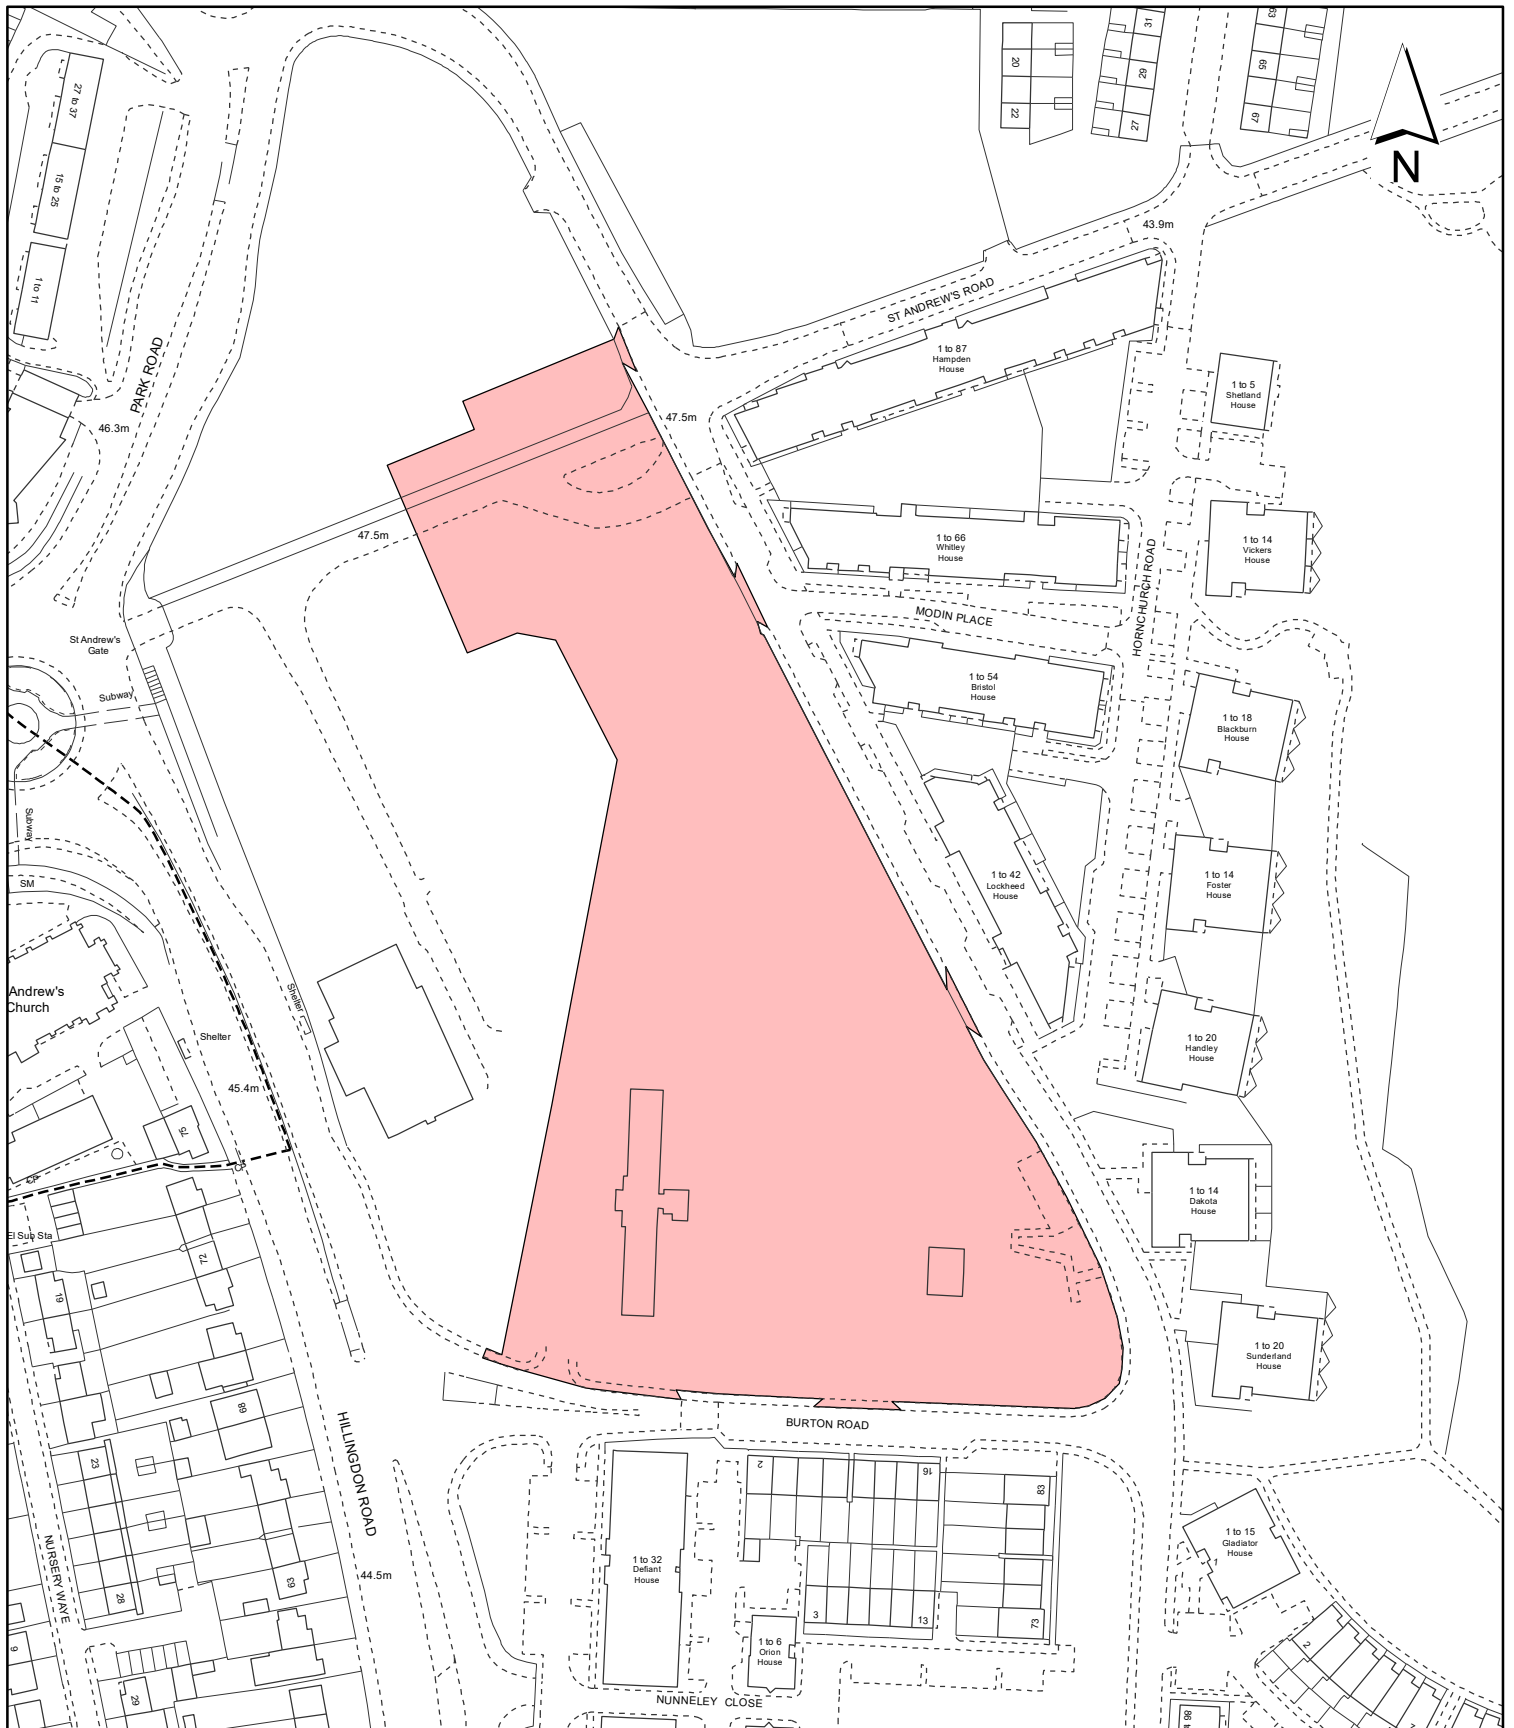 31
63
20
29
65
22
27
67
N
27 to 37
15 to 25
1 to 11
43.9m
ST ANDREW'S ROAD
1 to 87
Hampden
House
PARK ROAD
46.3m
47.5m
1 to 5
Shetland
House
47.5m
1 to 66
Whitley
House
1 to 14
Vickers
House
HORNCHURCH ROAD
MODIN PLACE
St Andrew's
Gate
Subway
1 to 54
Bristol
House
1 to 18
Blackburn
House
Subway
SM
1 to 42
Lockheed
House
1 to 14
Foster
House
Andrew's
Church
Shelter
Shelter
1 to 20
Handley
House
45.4m
75
1 to 14
Dakota
House
El Sub Sta
72
19
1 to 20
Sunderland
House
68
BURTON ROAD
HILLINGDON ROAD
23
2
16
83
NURSERY WAYE
28
63
44.5m
1 to 32
Defiant
House
1 to 15
Gladiator
House
3
13
73
9
1 to 6
Orion
House
2
29
NUNNELEY CLOSE